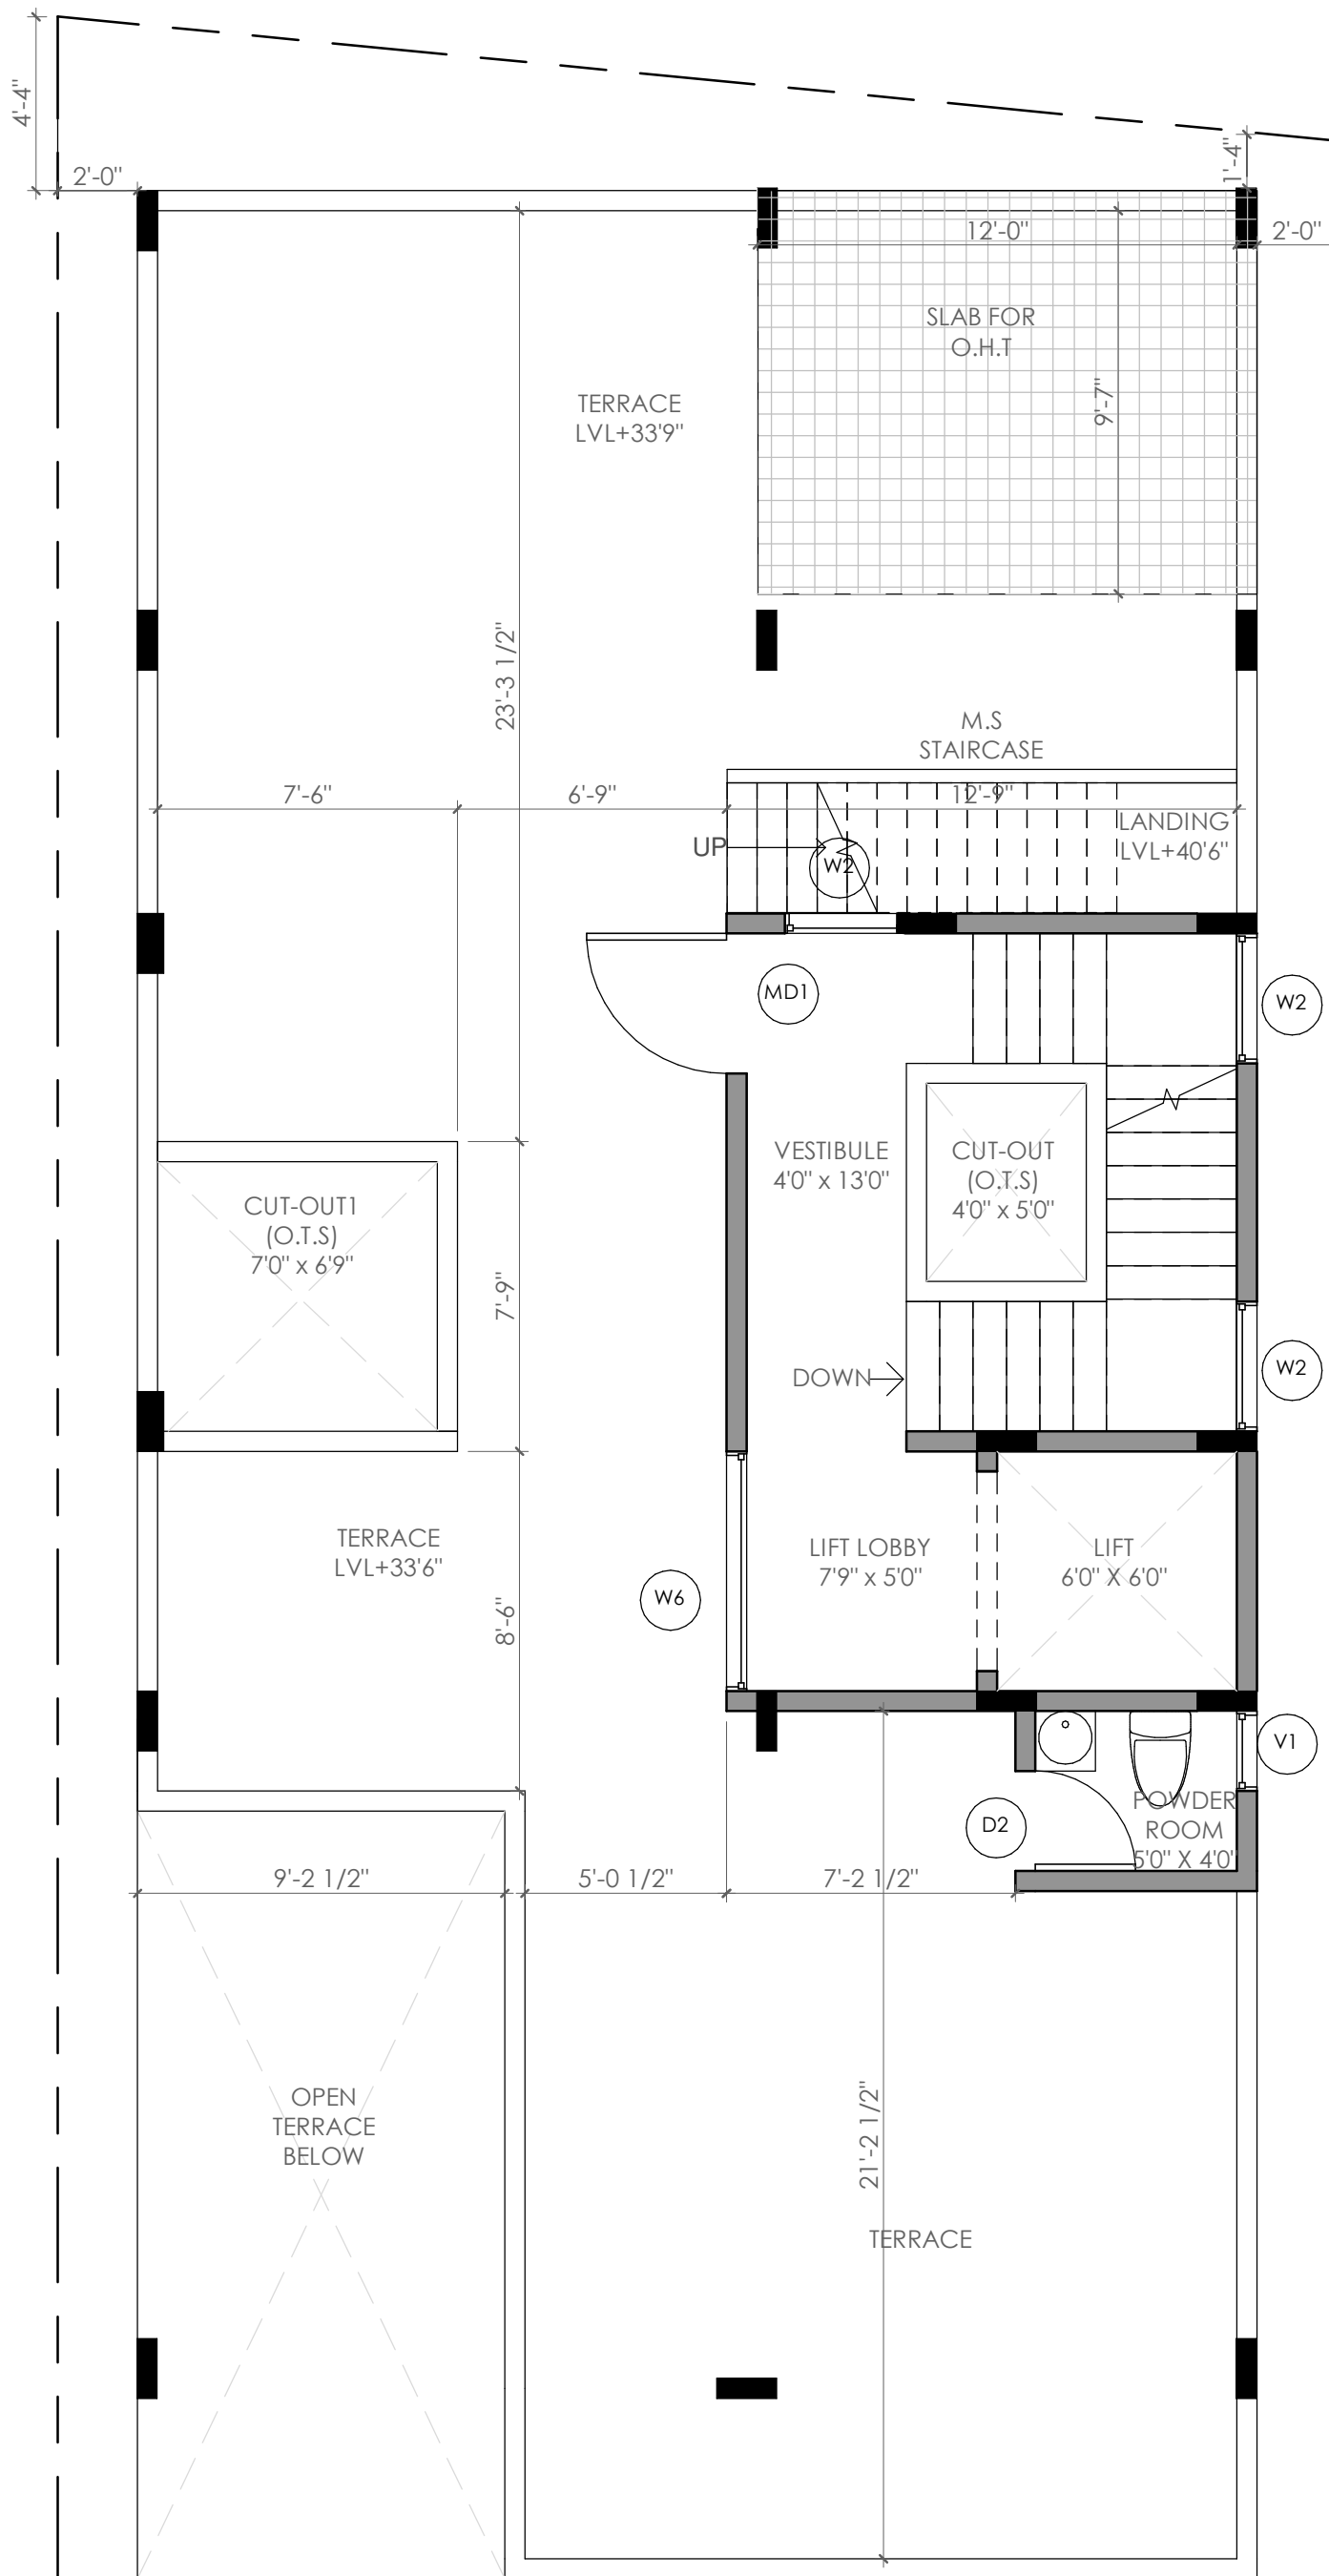 4'-4"
1'-4"
2'-0"
12'-0"
2'-0"
SLAB FOR
O.H.T
9'-7"
TERRACE
LVL+33'9"
23'-3 1/2"
M.S
STAIRCASE
7'-6"
6'-9"
12'-9"
LANDING
LVL+40'6"
UP
W2
MD1
W2
VESTIBULE
4'0" x 13'0"
CUT-OUT
(O.T.S)
4'0" x 5'0"
CUT-OUT1
(O.T.S)
7'0" x 6'9"
7'-9"
DOWN
W2
TERRACE
LVL+33'6"
LIFT LOBBY
7'9" x 5'0"
LIFT
6'0" X 6'0"
W6
8'-6"
V1
D2
POWDER
ROOM
5'0" X 4'0"
9'-2 1/2"
5'-0 1/2"
7'-2 1/2"
OPEN
TERRACE
BELOW
21'-2 1/2"
TERRACE